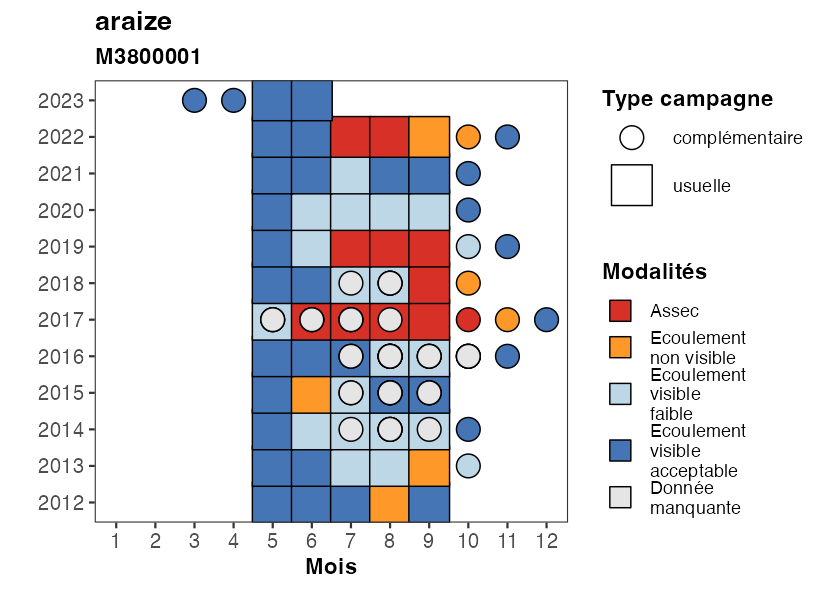 araize
M3800001
2023
2022
2021
2020
2019
2018
2017
2016
2015
2014
2013
2012
1 2 3 4 5 6 7 8 9 10 11 12
Mois
Type campagne
complémentaire
usuelle
Modalités
Assec
Ecoulement
non visible
Ecoulement
visible
faible
Ecoulement
visible
acceptable
Donnée
manquante